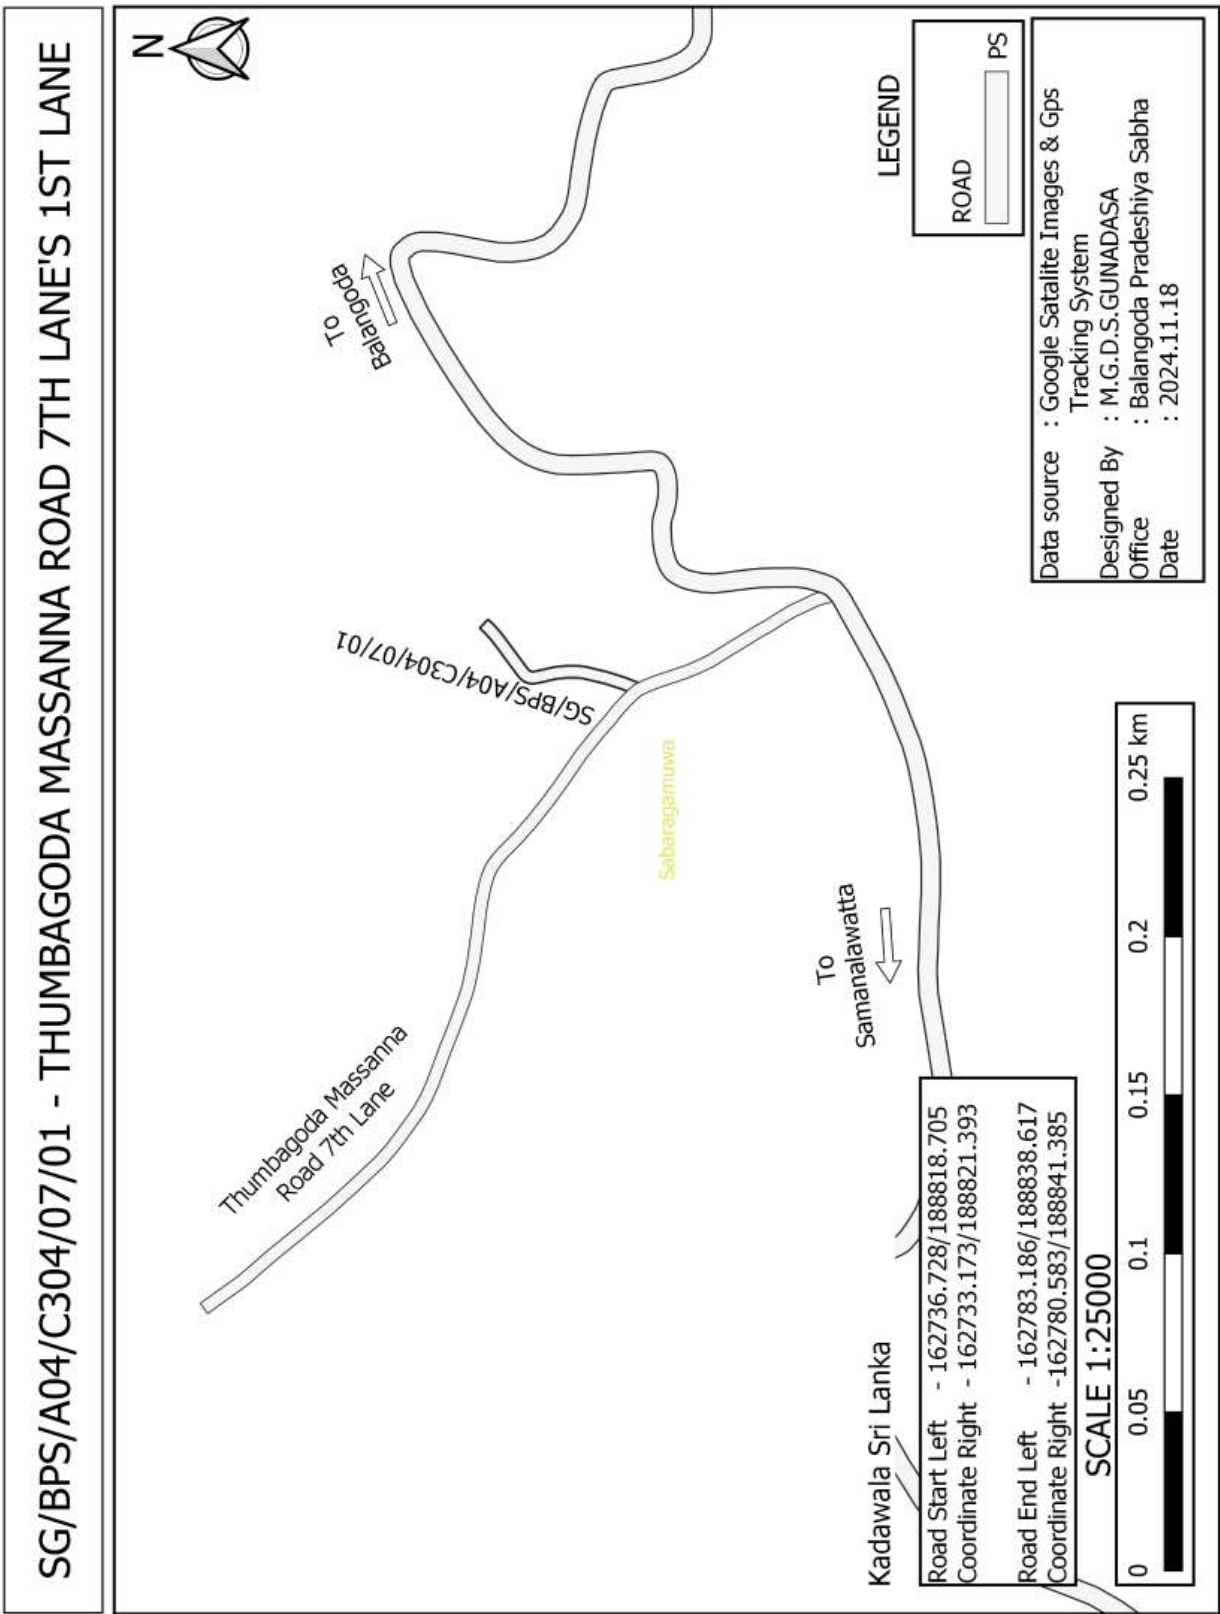 SG/BPS/A04/C304/07/01 - THUMBAGODA MASSANNA ROAD 7TH LANE'S 1ST LANE
N
To
Balangoda
SG/BPS/A04/C304/07/01
Thumbagoda Massanna
Road 7th Lane
Sabaragamuwa
To
Samanalawatta
LEGEND
ROAD
PS
Kadawala Sri Lanka
Road Start Left - 162736.728/188818.705
Coordinate Right - 162733.173/188821.393
Road End Left - 162783.186/188838.617
Coordinate Right -162780.583/188841.385
Data source : Google Satalite Images & Gps
Tracking System
Designed By : M.G.D.S.GUNADASA
Office : Balangoda Pradeshiya Sabha
Date : 2024.11.18
SCALE 1:25000
0 0.05 0.1 0.15 0.2 0.25 km